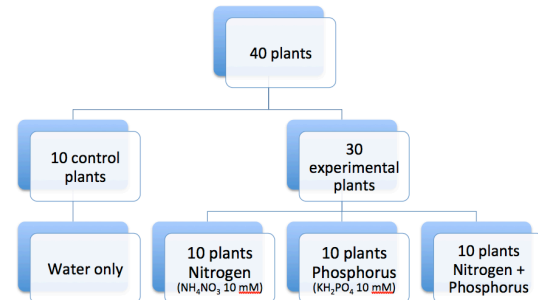 40 plants
10 control
plants
30
experimental
plants
Water only
10 plants
Nitrogen
(NH₄NO₃ 10 mM)
10 plants
Phosphorus
(KH₂PO₄ 10 mM)
10 plants
Nitrogen +
Phosphorus